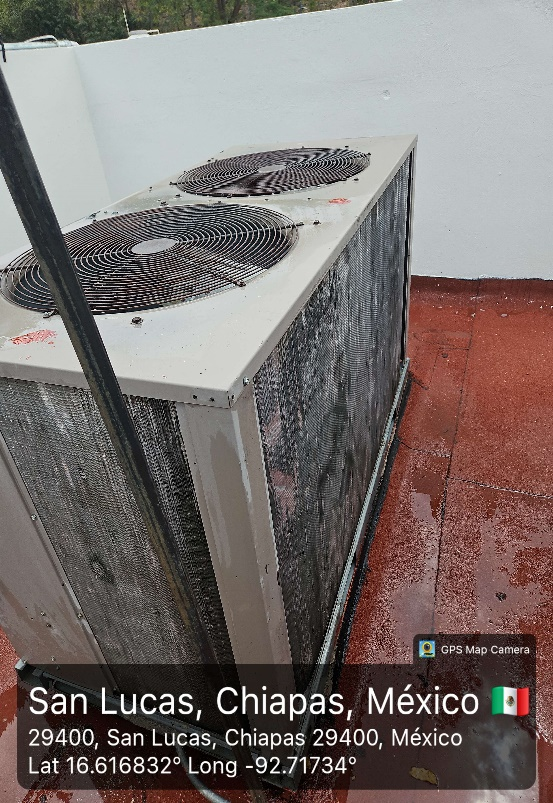 GPS Map Camera
San Lucas, Chiapas, México 🇲🇽
29400, San Lucas, Chiapas 29400, México
Lat 16.616832° Long -92.71734°